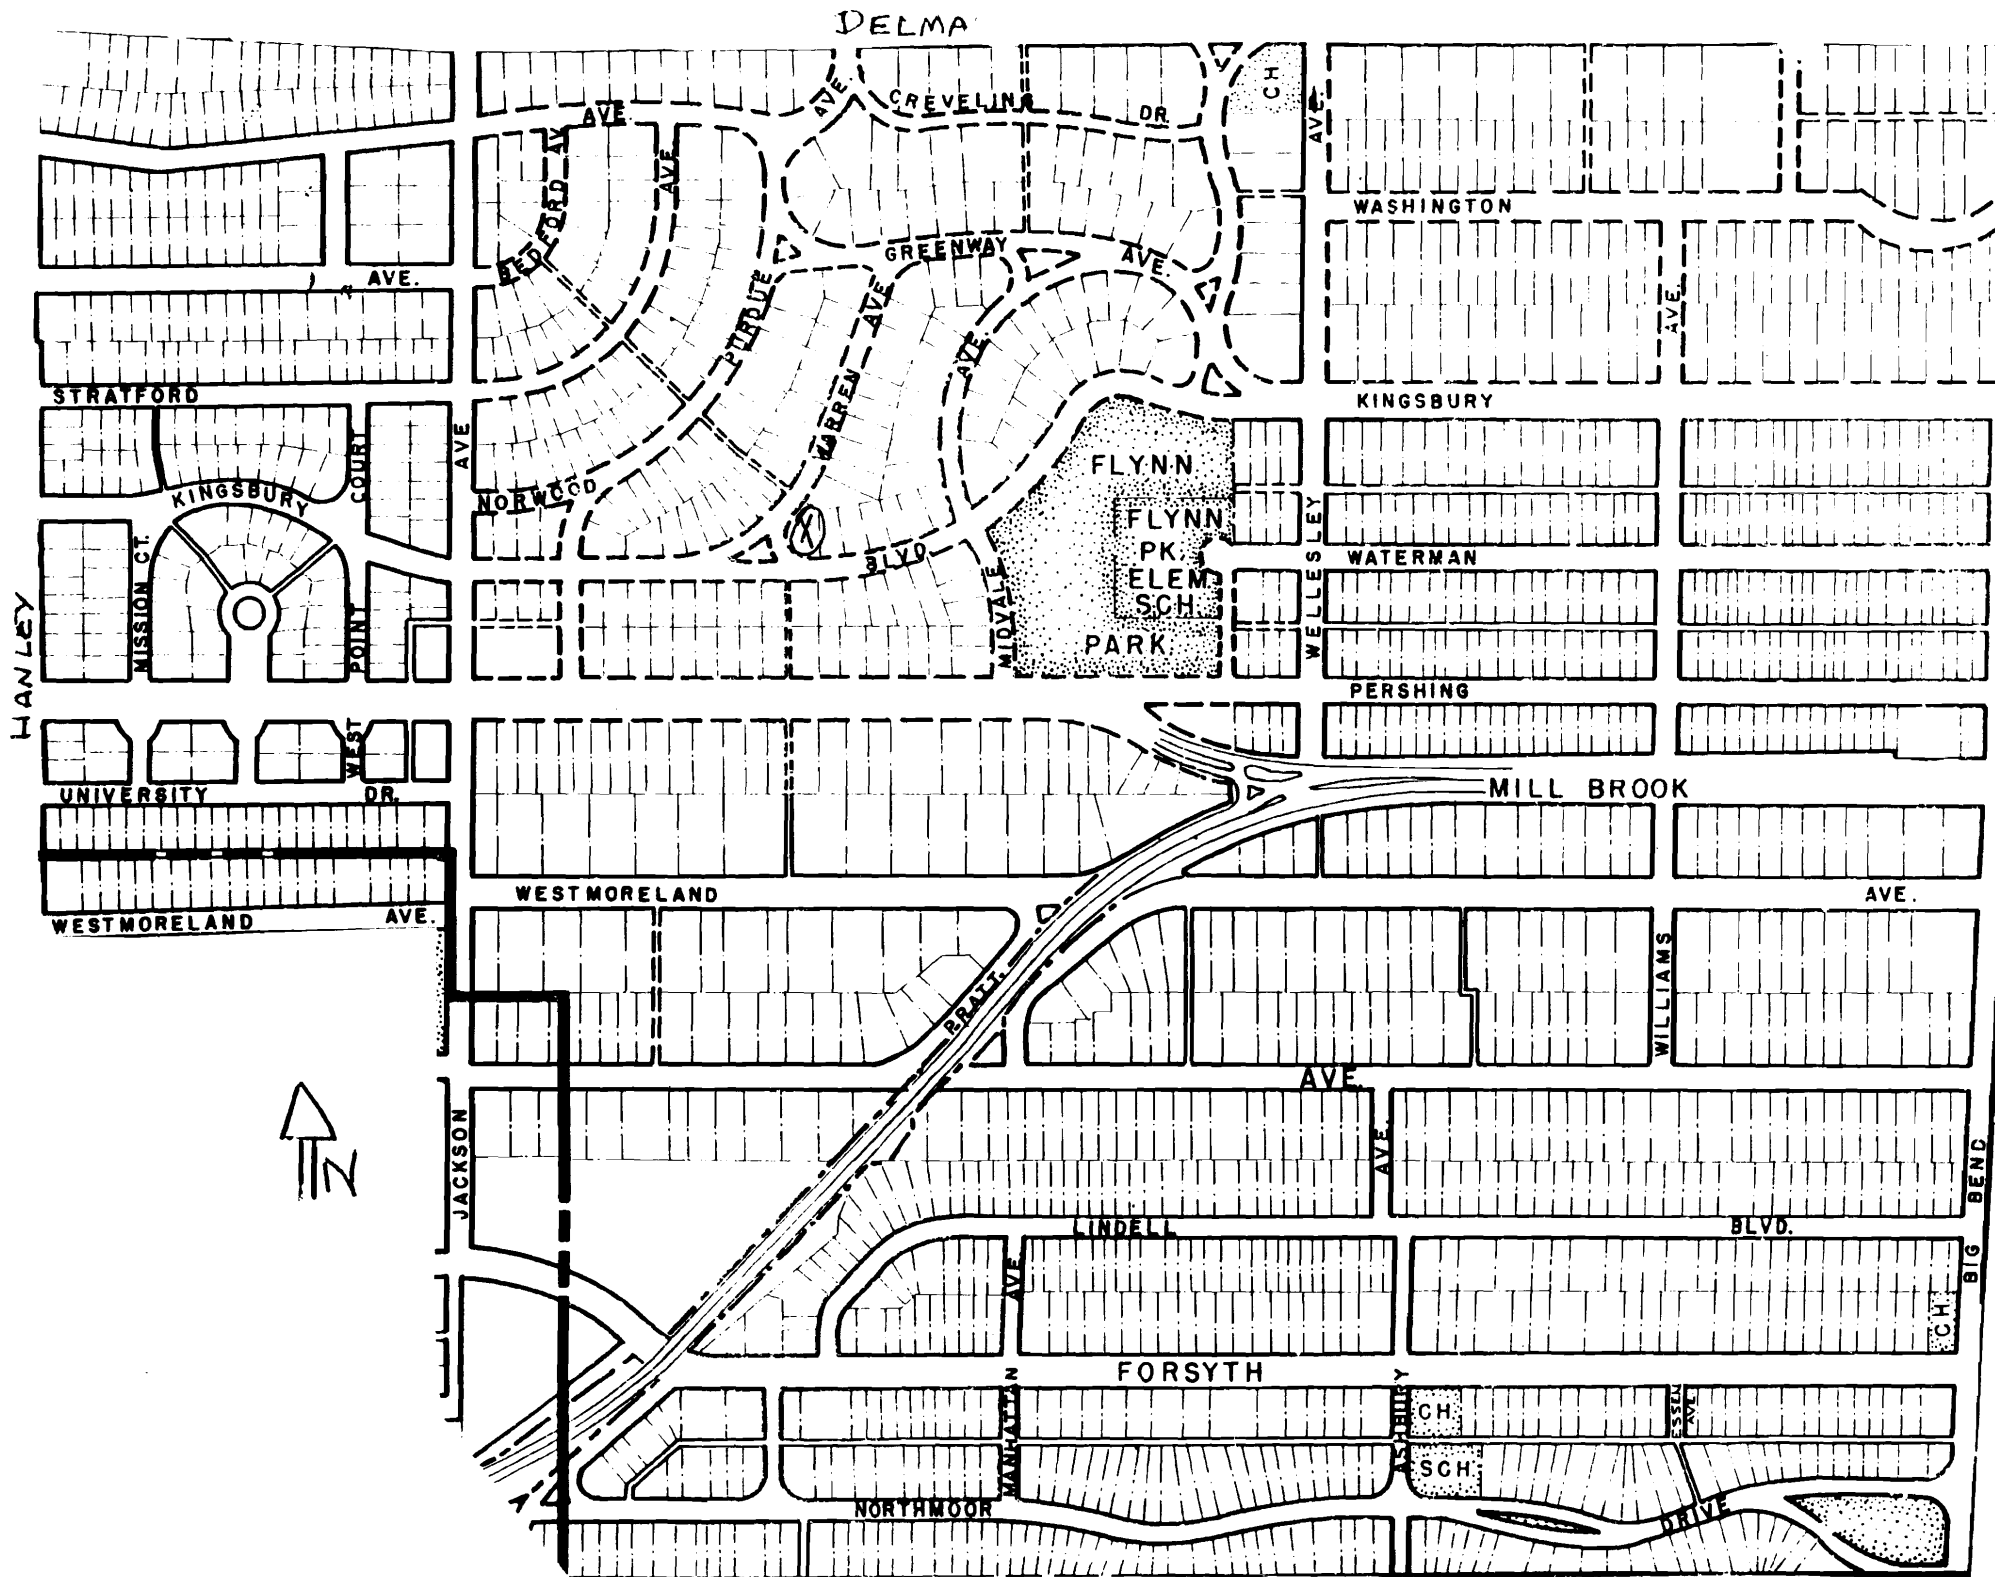 DELMA
CREVELING
DR.
AVE.
AVE
CH
AVE.
BEDFORD AV
AVE
WASHINGTON
GREENWAY
AVE.
AVE.
PURDUE
AVE
AVE.
AVE.
STRATFORD
WARREN
KINGSBURY
COURT
AVE
FLYNN
KINGSBURY
NORWOOD
FLYNN
PK.
ELEM
SCH.
WELLESLEY
WATERMAN
BLVD
MISSION CT.
POINT
MIDVALE
PARK
HANLEY
PERSHING
WEST
UNIVERSITY
DR.
MILL BROOK
WESTMORELAND
AVE.
WESTMORELAND
AVE.
WILLIAMS
PRATT.
AVE.
N
JACKSON
AVE.
BIG BEND
LINDELL
BLVD.
AVE
CH.
FORSYTH
MANHATTAN
ASHBURY
CH.
ESSEN
AVE
SCH.
NORTHMOOR
DRIVE